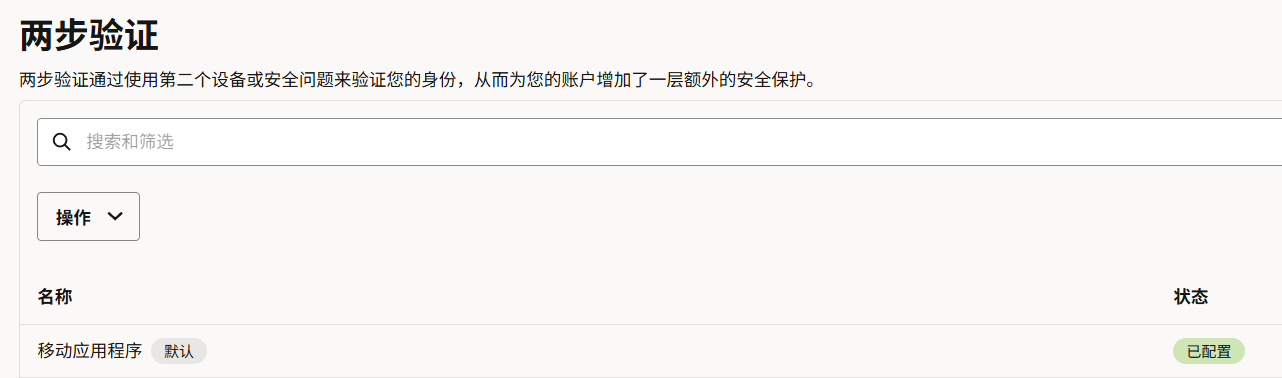 两步验证
两步验证通过使用第二个设备或安全问题来验证您的身份，从而为您的账户增加了一层额外的安全保护。
搜索和筛选
操作
名称 状态
移动应用程序 默认 已配置